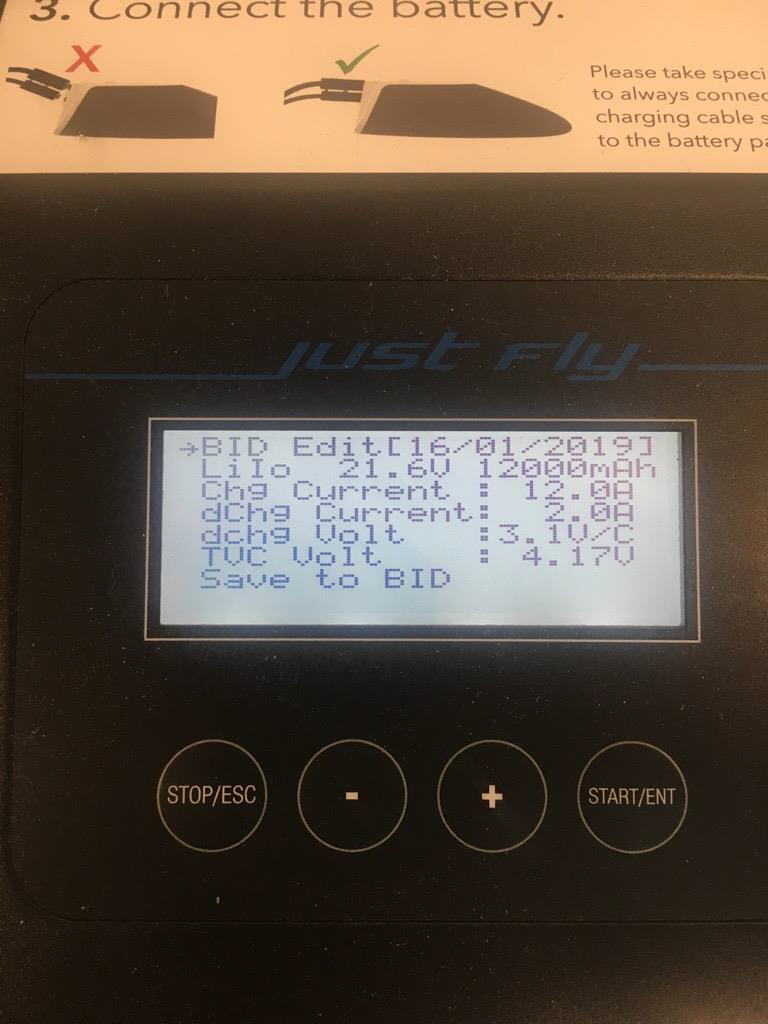 3. Connect the battery.
X
Please take speci
to always connec
charging cable s
to the battery pa
just fly
→BID Edit[16/01/2019]
LiIo 21.6V 12000mAh
Chg Current : 12.0A
dChg Current: 2.0A
dchg Volt :3.1V/C
TVC Volt : 4.17V
Save to BID
STOP/ESC
-
+
START/ENT